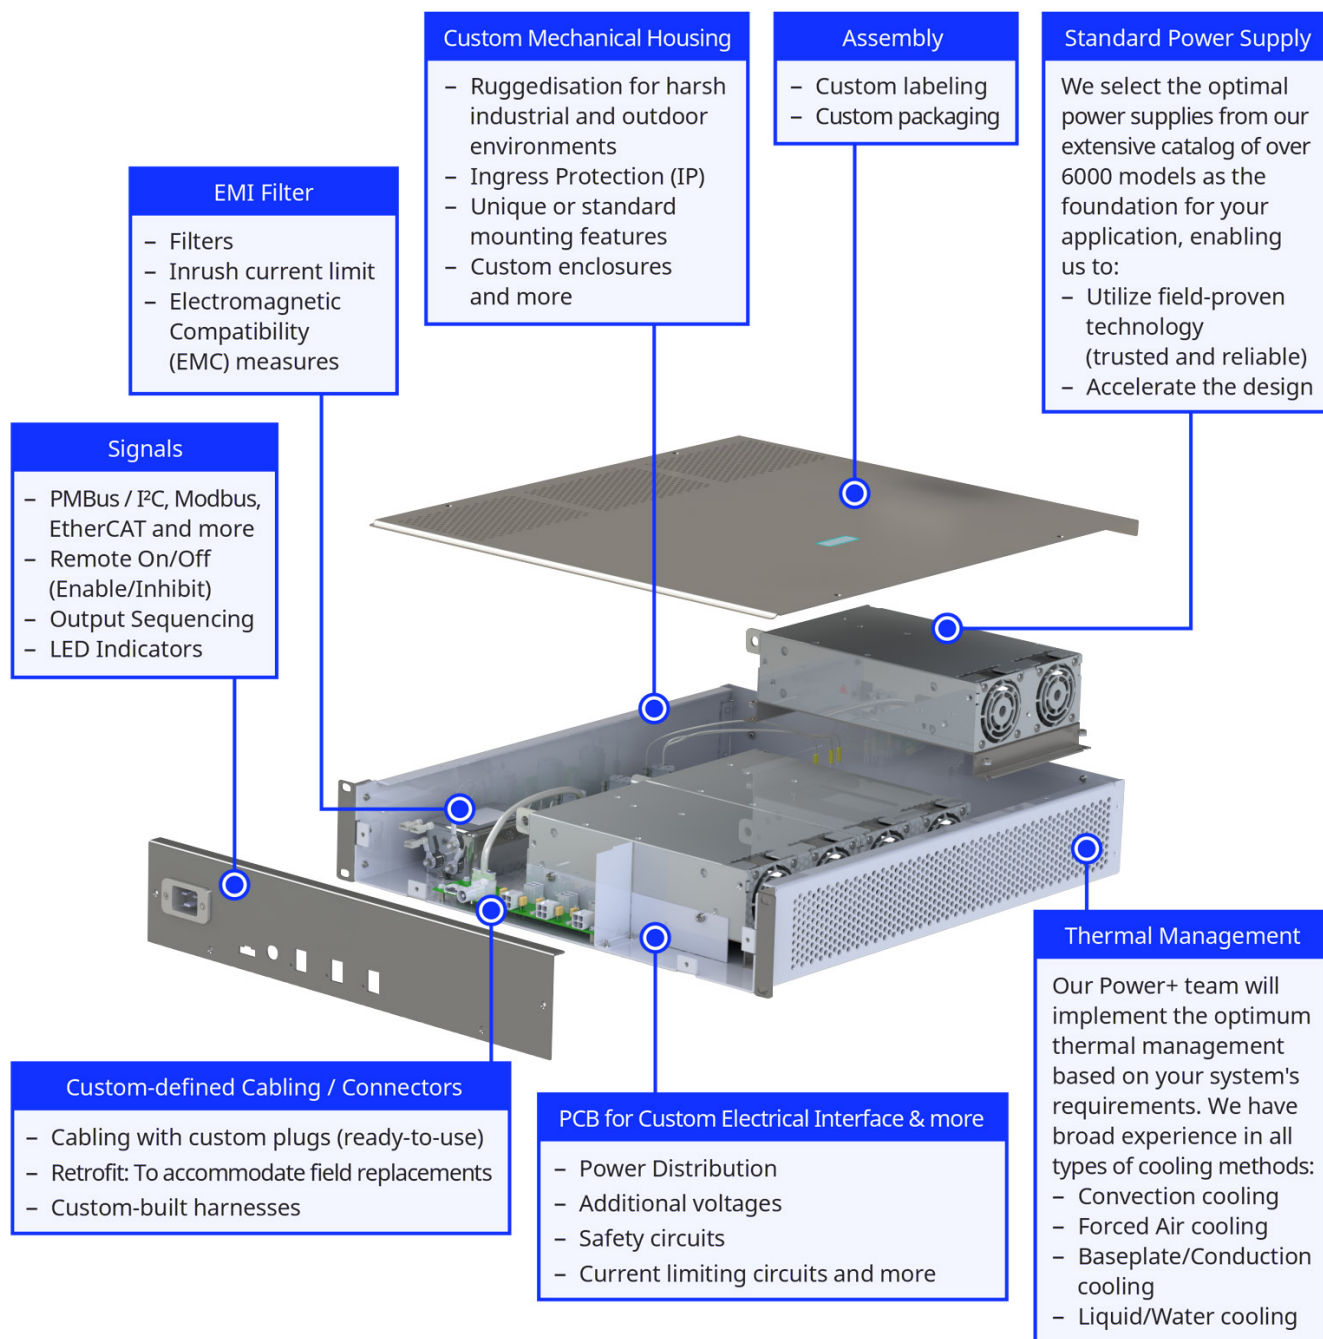 Custom Mechanical Housing
– Ruggedisation for harsh
industrial and outdoor
environments
– Ingress Protection (IP)
– Unique or standard
mounting features
– Custom enclosures
and more
Assembly
– Custom labeling
– Custom packaging
Standard Power Supply
We select the optimal
power supplies from our
extensive catalog of over
6000 models as the
foundation for your
application, enabling
us to:
– Utilize field-proven
technology
(trusted and reliable)
– Accelerate the design
EMI Filter
– Filters
– Inrush current limit
– Electromagnetic
Compatibility
(EMC) measures
Signals
– PMBus / I²C, Modbus,
EtherCAT and more
– Remote On/Off
(Enable/Inhibit)
– Output Sequencing
– LED Indicators
Custom-defined Cabling / Connectors
– Cabling with custom plugs (ready-to-use)
– Retrofit: To accommodate field replacements
– Custom-built harnesses
PCB for Custom Electrical Interface & more
– Power Distribution
– Additional voltages
– Safety circuits
– Current limiting circuits and more
Thermal Management
Our Power+ team will
implement the optimum
thermal management
based on your system's
requirements. We have
broad experience in all
types of cooling methods:
– Convection cooling
– Forced Air cooling
– Baseplate/Conduction
cooling
– Liquid/Water cooling